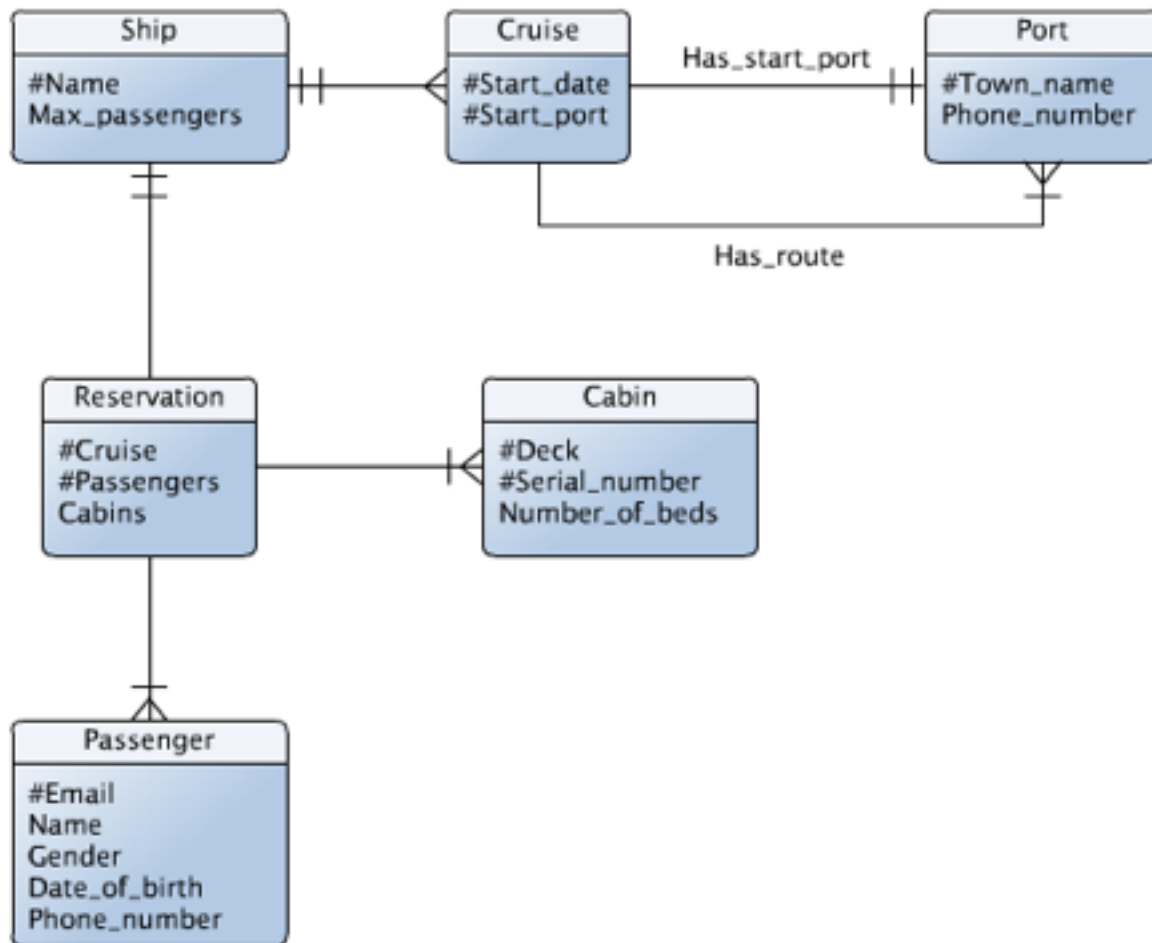 Ship
#Name
Max_passengers
Cruise
#Start_date
#Start_port
Has_start_port
Port
#Town_name
Phone_number
Has_route
Reservation
#Cruise
#Passengers
Cabins
Cabin
#Deck
#Serial_number
Number_of_beds
Passenger
#Email
Name
Gender
Date_of_birth
Phone_number